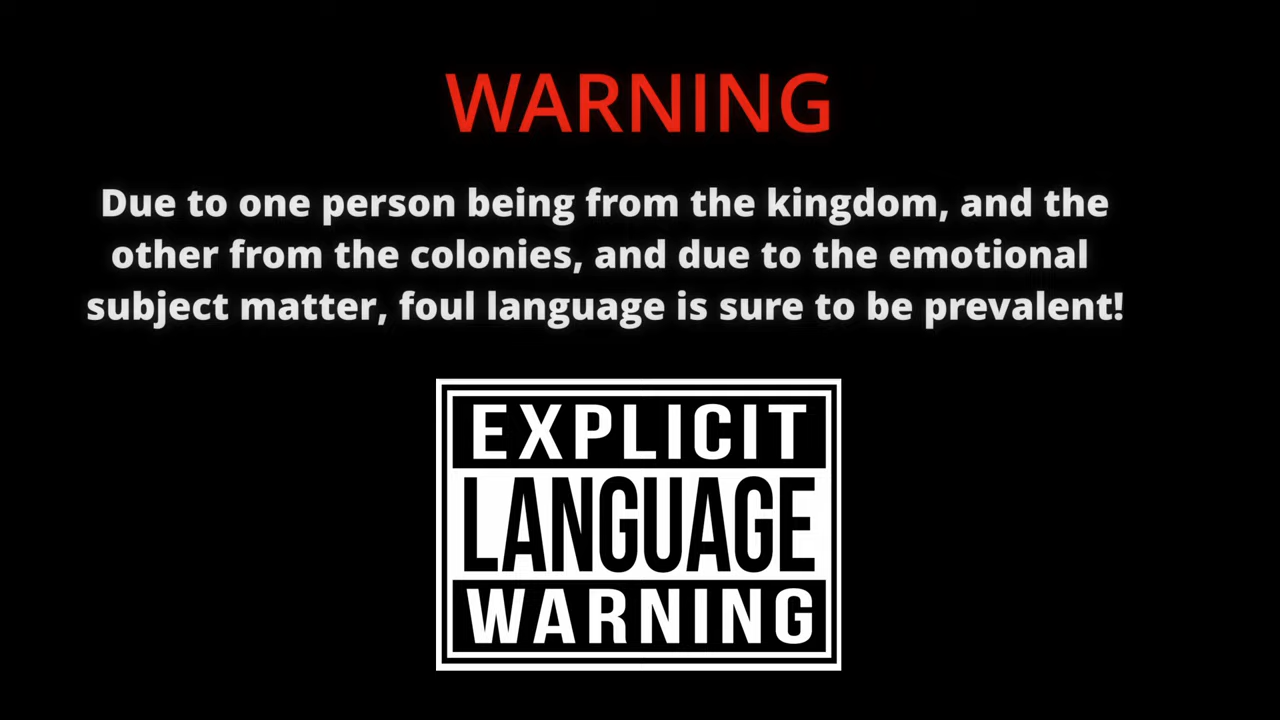 WARNING
Due to one person being from the kingdom, and the
other from the colonies, and due to the emotional
subject matter, foul language is sure to be prevalent!
EXPLICIT
LANGUAGE
WARNING